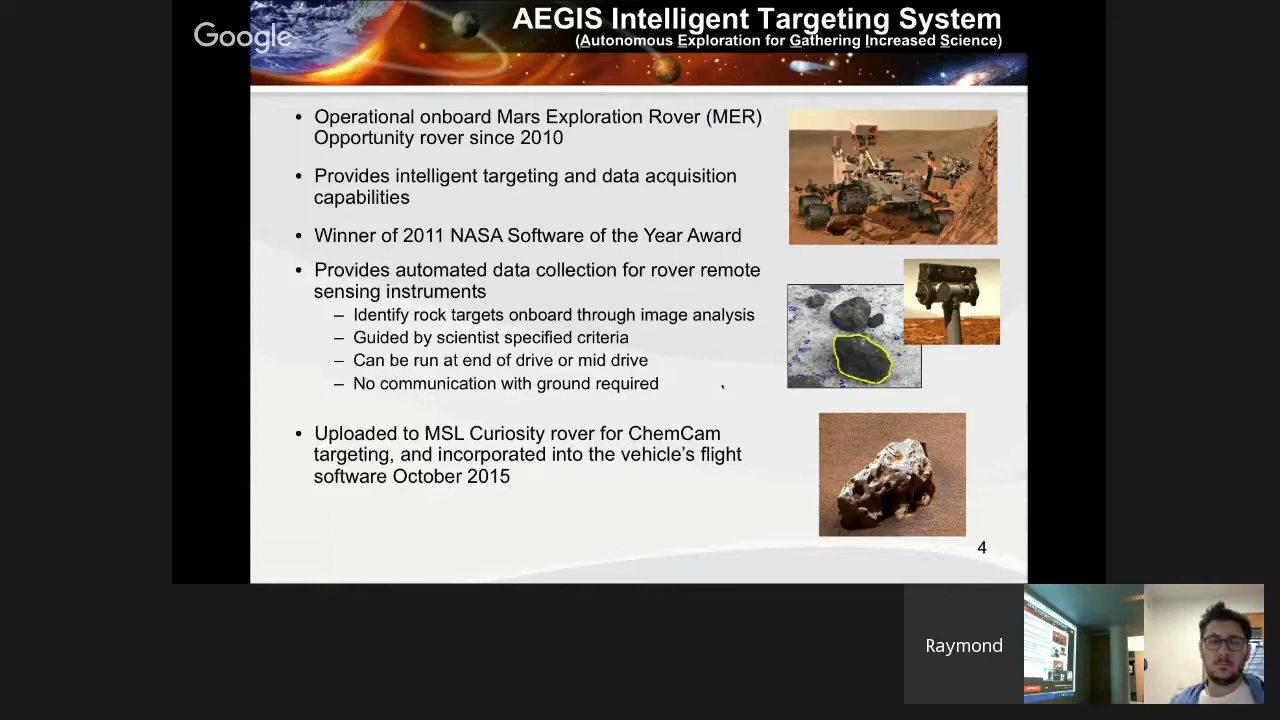 Google
AEGIS Intelligent Targeting System
(Autonomous Exploration for Gathering Increased Science)
• Operational onboard Mars Exploration Rover (MER)
Opportunity rover since 2010
• Provides intelligent targeting and data acquisition
capabilities
• Winner of 2011 NASA Software of the Year Award
• Provides automated data collection for rover remote
sensing instruments
– Identify rock targets onboard through image analysis
– Guided by scientist specified criteria
– Can be run at end of drive or mid drive
– No communication with ground required
• Uploaded to MSL Curiosity rover for ChemCam
targeting, and incorporated into the vehicle's flight
software October 2015
4
Raymond